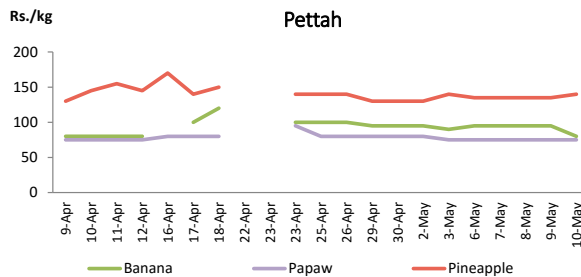 Rs./kg
Pettah
200
150
100
50
0
9-Apr
10-Apr
11-Apr
12-Apr
16-Apr
17-Apr
18-Apr
22-Apr
23-Apr
23-Apr
25-Apr
26-Apr
29-Apr
30-Apr
2-May
3-May
6-May
7-May
8-May
9-May
10-May
Banana Papaw Pineapple